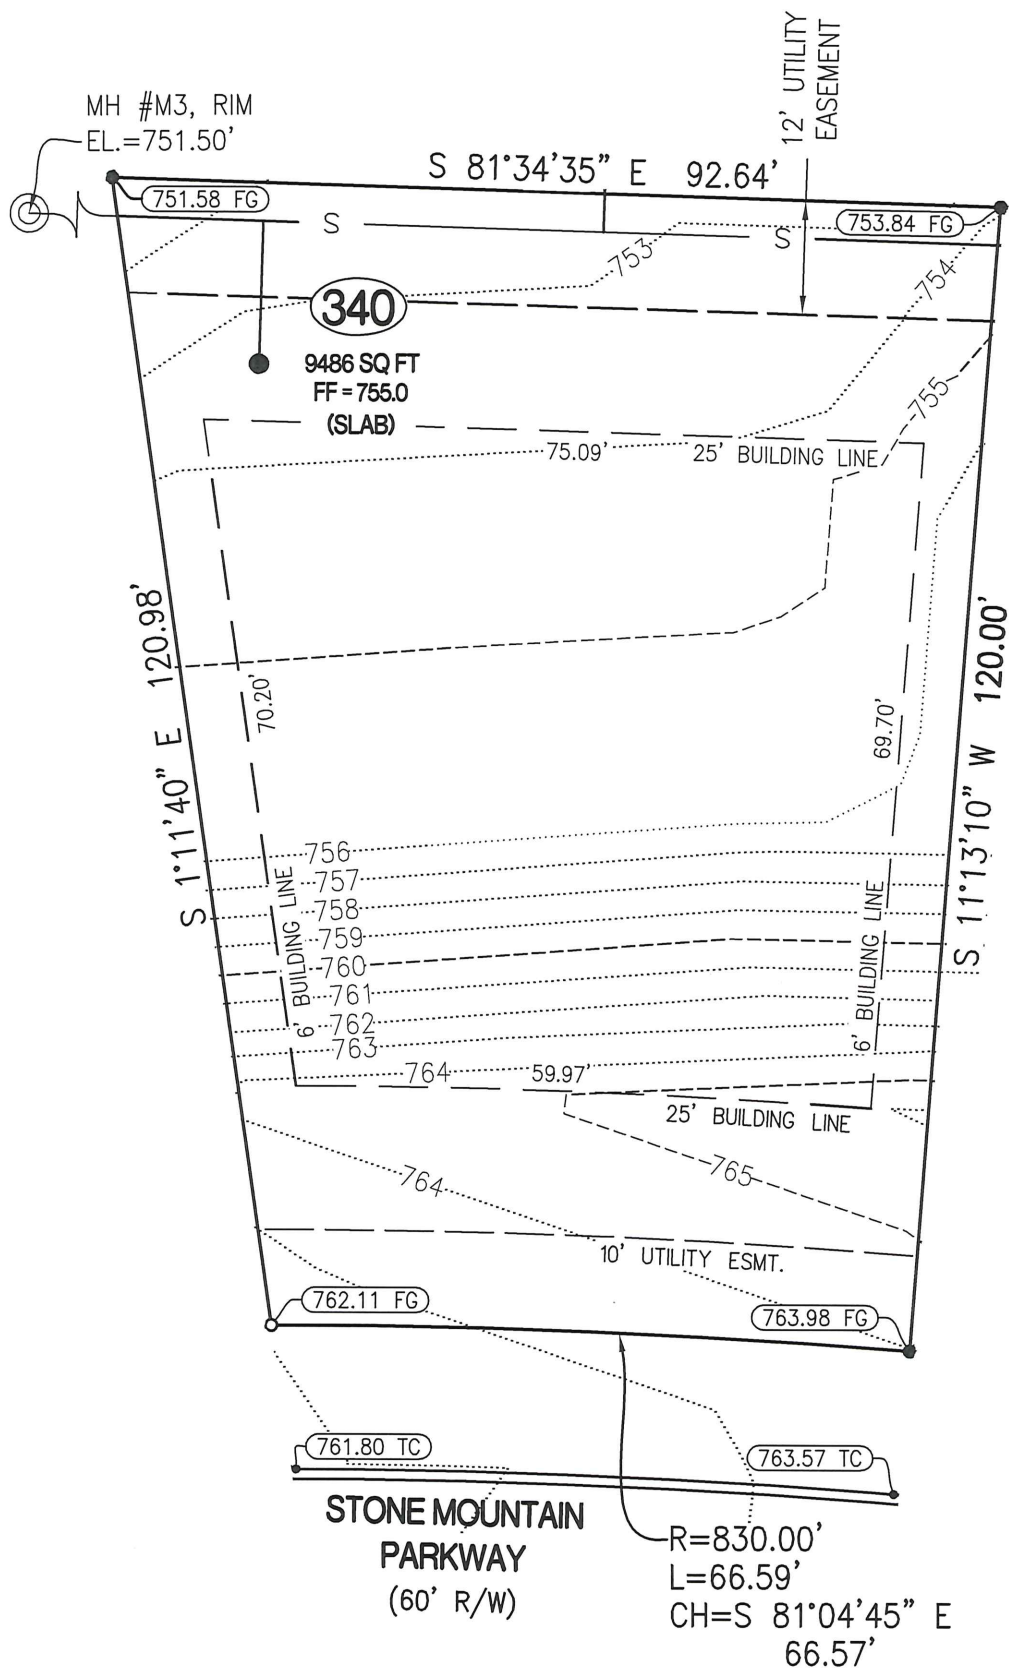 12' UTILITY
EASEMENT
MH #M3, RIM
EL.=751.50'
S 81°34'35" E 92.64'
751.58 FG
753.84 FG
S
S
753
754
340
9486 SQ FT
FF = 755.0
(SLAB)
755
75.09'
25' BUILDING LINE
S 1°11'40" E 120.98'
70.20'
69.70'
S 11°13'10" W 120.00'
756
757
758
759
760
761
762
763
764
6' BUILDING LINE
6' BUILDING LINE
59.97'
25' BUILDING LINE
765
764
10' UTILITY ESMT.
762.11 FG
763.98 FG
761.80 TC
763.57 TC
STONE MOUNTAIN
PARKWAY
(60' R/W)
R=830.00'
L=66.59'
CH=S 81°04'45" E
66.57'